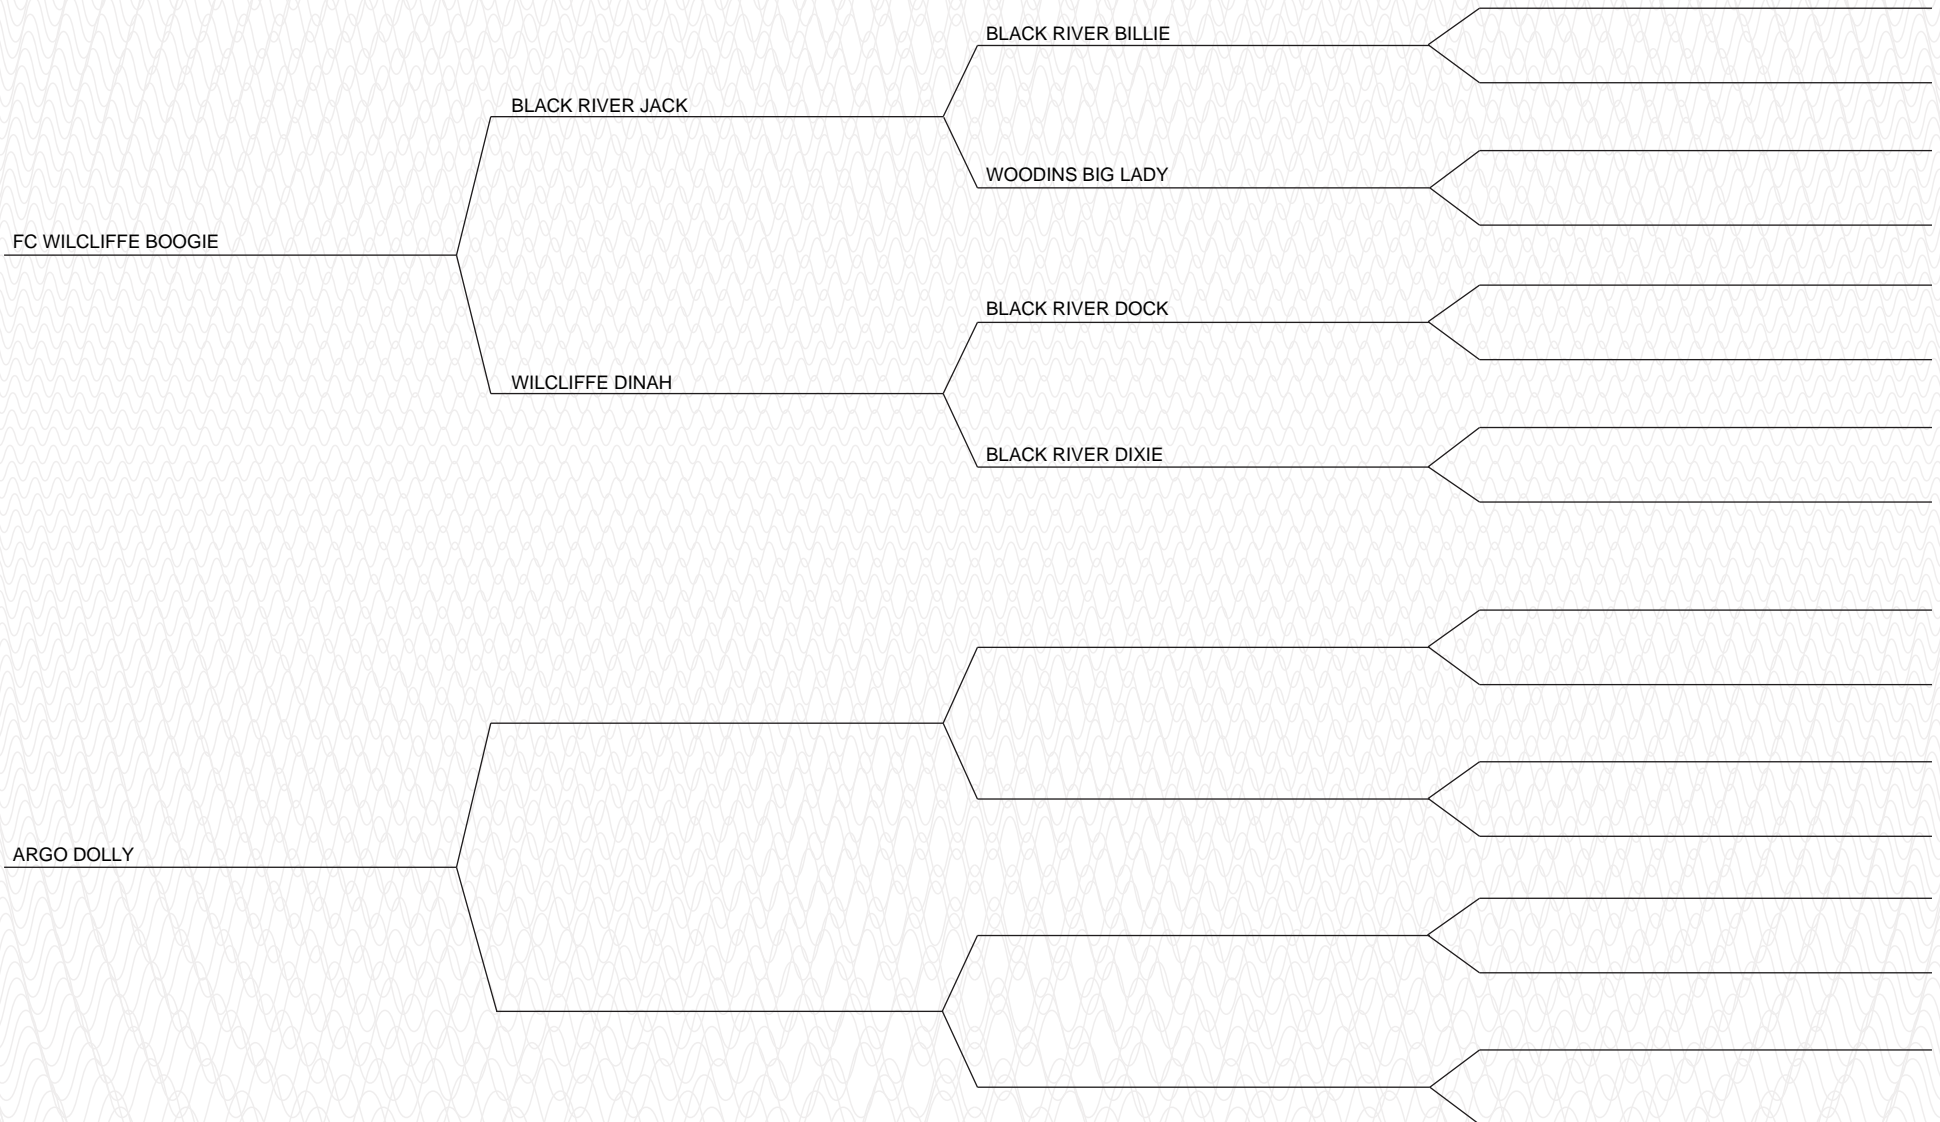 BLACK RIVER BILLIE
BLACK RIVER JACK
WOODINS BIG LADY
FC WILCLIFFE BOOGIE
BLACK RIVER DOCK
WILCLIFFE DINAH
BLACK RIVER DIXIE
ARGO DOLLY